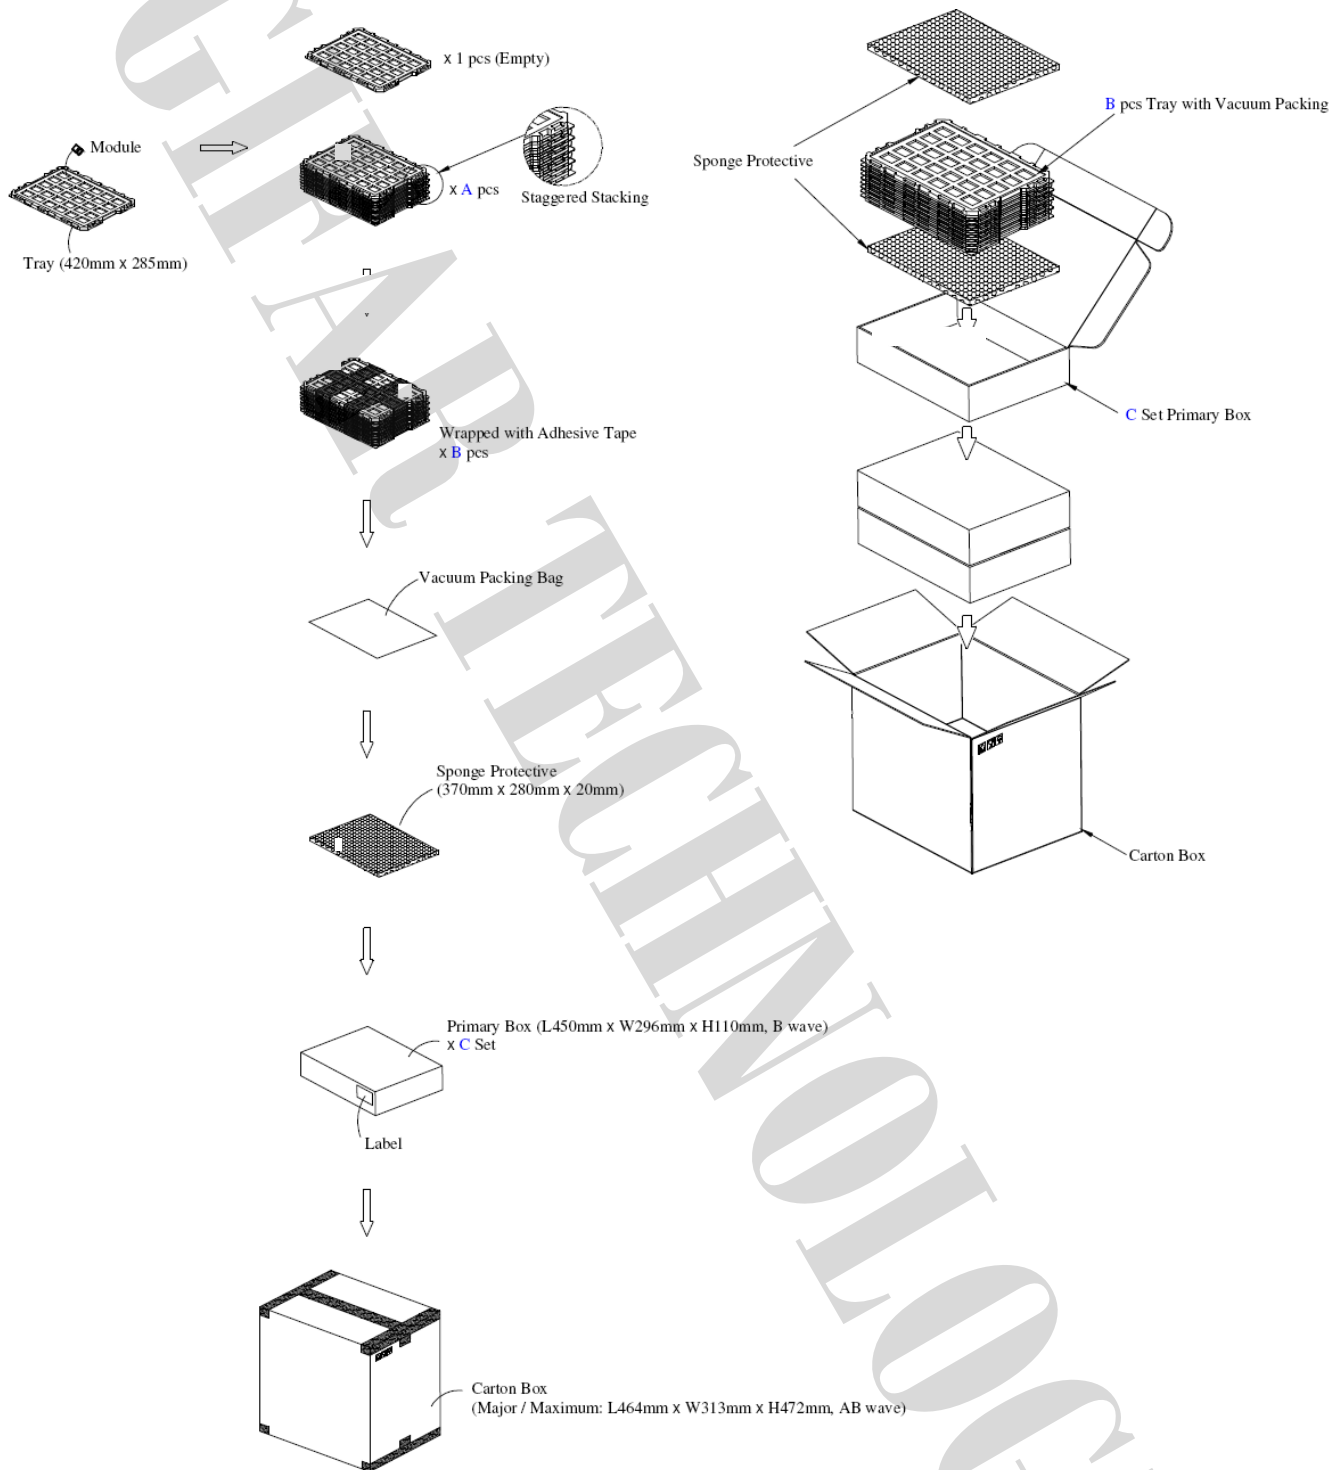 x 1 pcs (Empty)
Module
x A pcs
Staggered Stacking
Tray (420mm x 285mm)
Wrapped with Adhesive Tape
x B pcs
Vacuum Packing Bag
Sponge Protective
(370mm x 280mm x 20mm)
Primary Box (L450mm x W296mm x H110mm, B wave)
x C Set
Label
Carton Box
(Major / Maximum: L464mm x W313mm x H472mm, AB wave)
B pcs Tray with Vacuum Packing
Sponge Protective
C Set Primary Box
Carton Box
TECHNOLOG